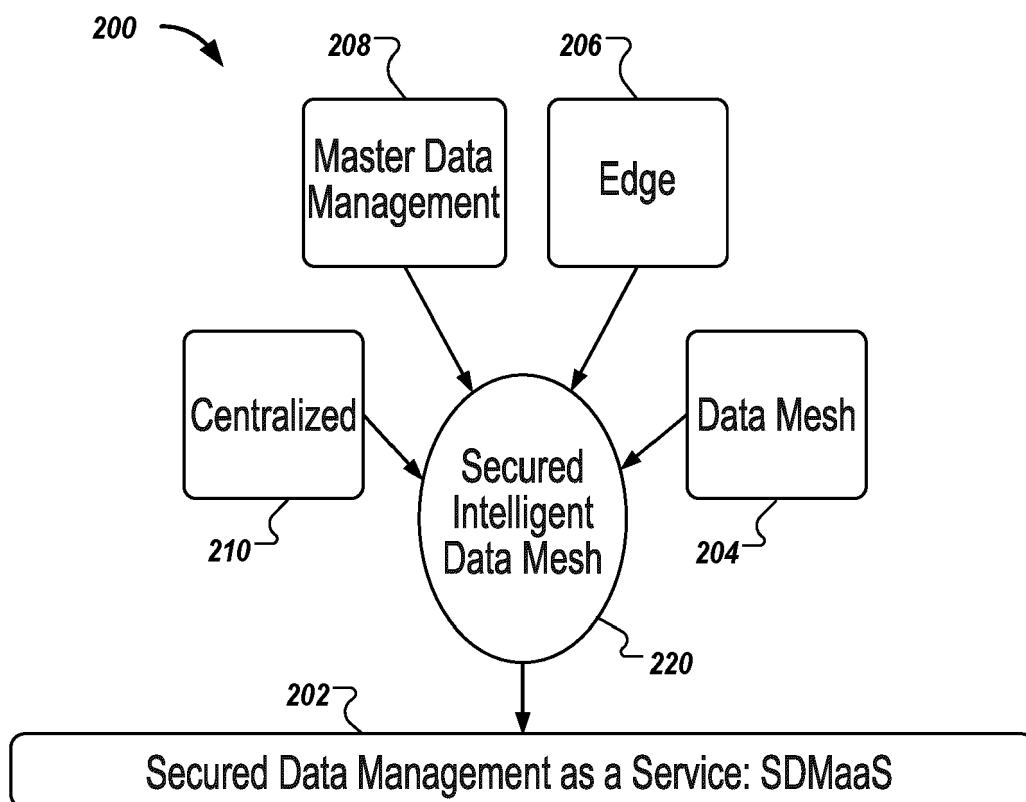 200
208
206
Master Data
Management
Edge
Centralized
Data Mesh
Secured
Intelligent
Data Mesh
210
204
220
202
Secured Data Management as a Service: SDMaaS